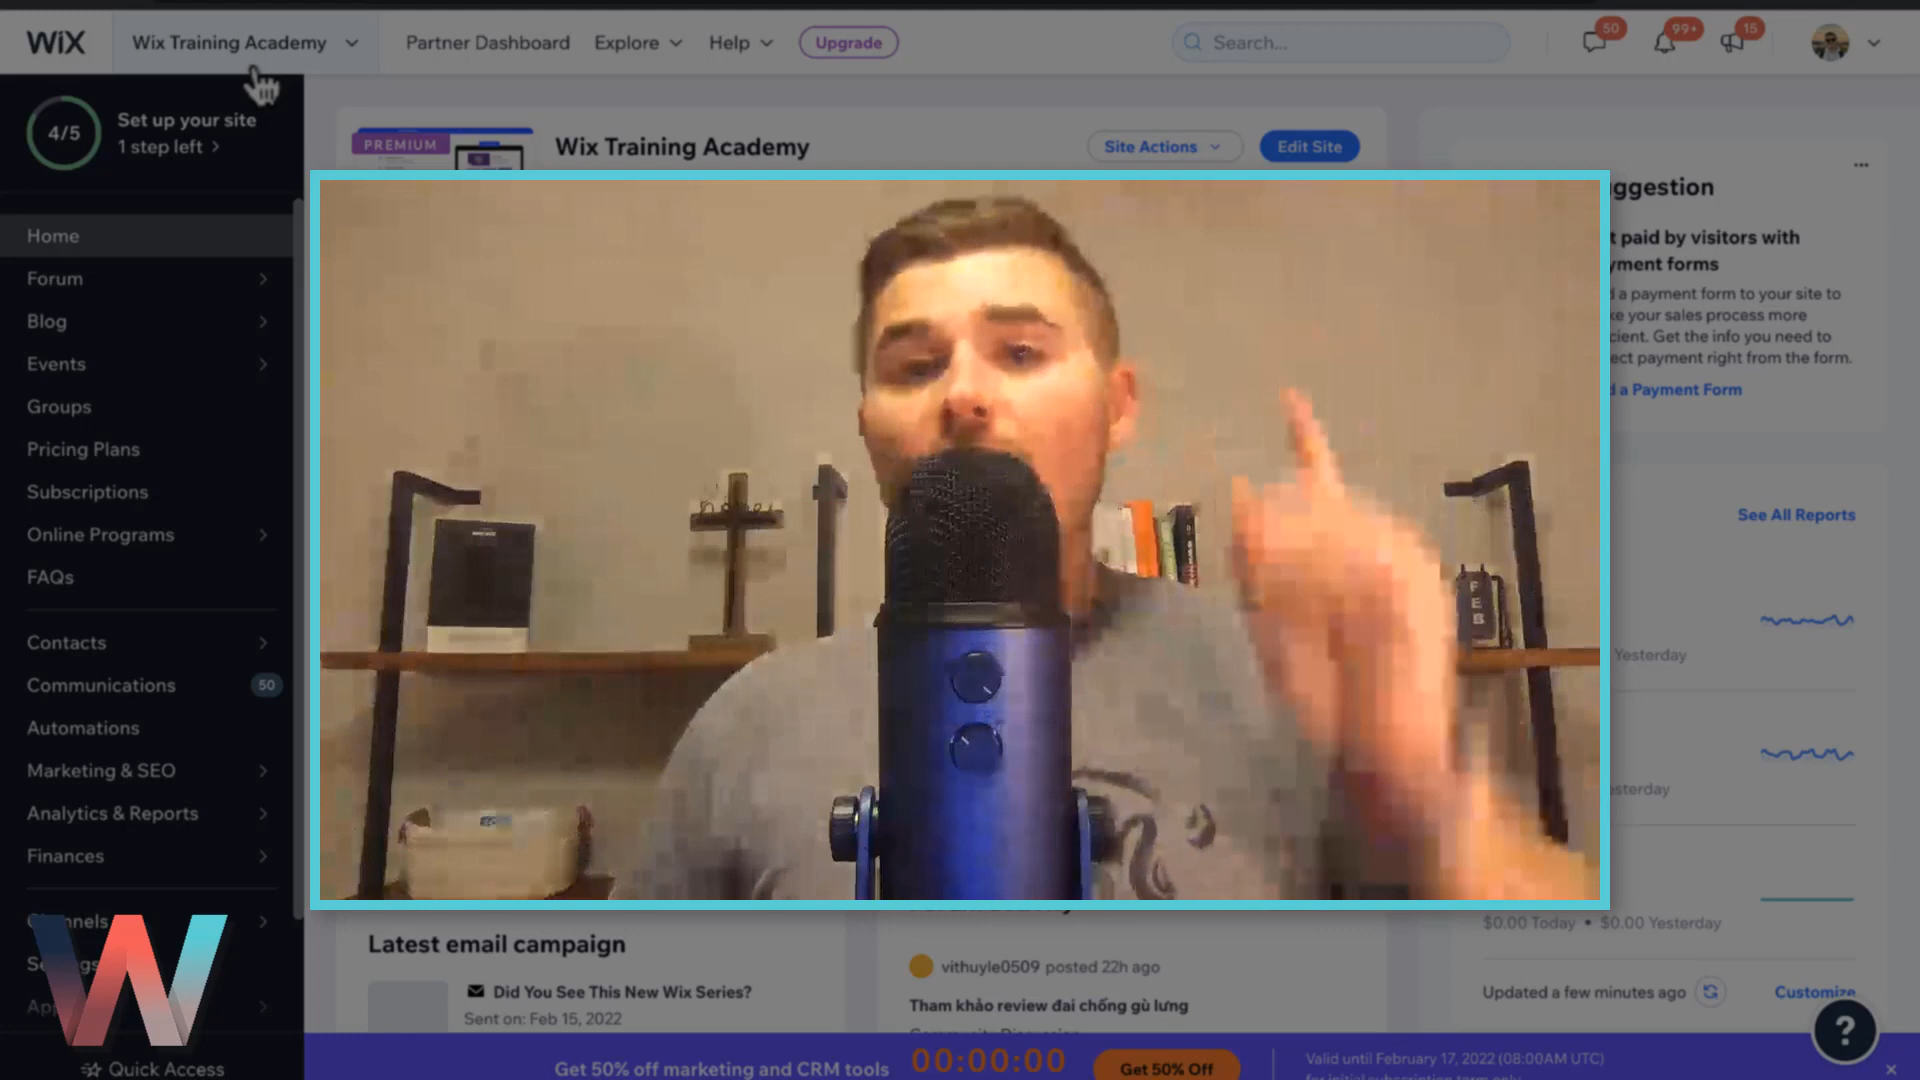 WiX
Wix Training Academy
Partner Dashboard
Explore
Help
Upgrade
Search...
50
99+
15
4/5
Set up your site
1 step left >
PREMIUM
Wix Training Academy
Site Actions
Edit Site
Home
Forum
Blog
Events
Groups
Pricing Plans
Subscriptions
Online Programs
FAQs
Contacts
Communications
50
Automations
Marketing & SEO
Analytics & Reports
Finances
Quick Access
ggestion
t paid by visitors with
yment forms
a payment form to your site to
ke your sales process more
cient. Get the info you need to
ect payment right from the form.
a Payment Form
See All Reports
Yesterday
sterday
$0.00 Today • $0.00 Yesterday
Updated a few minutes ago
Customize
FEB
Latest email campaign
Did You See This New Wix Series?
Sent on: Feb 15, 2022
vithuyle0509 posted 22h ago
Tham khảo review đai chống gù lưng
Get 50% off marketing and CRM tools
00:00:00
Get 50% Off
Valid until February 17, 2022 (08:00AM UTC)
for initial subscription term only
?